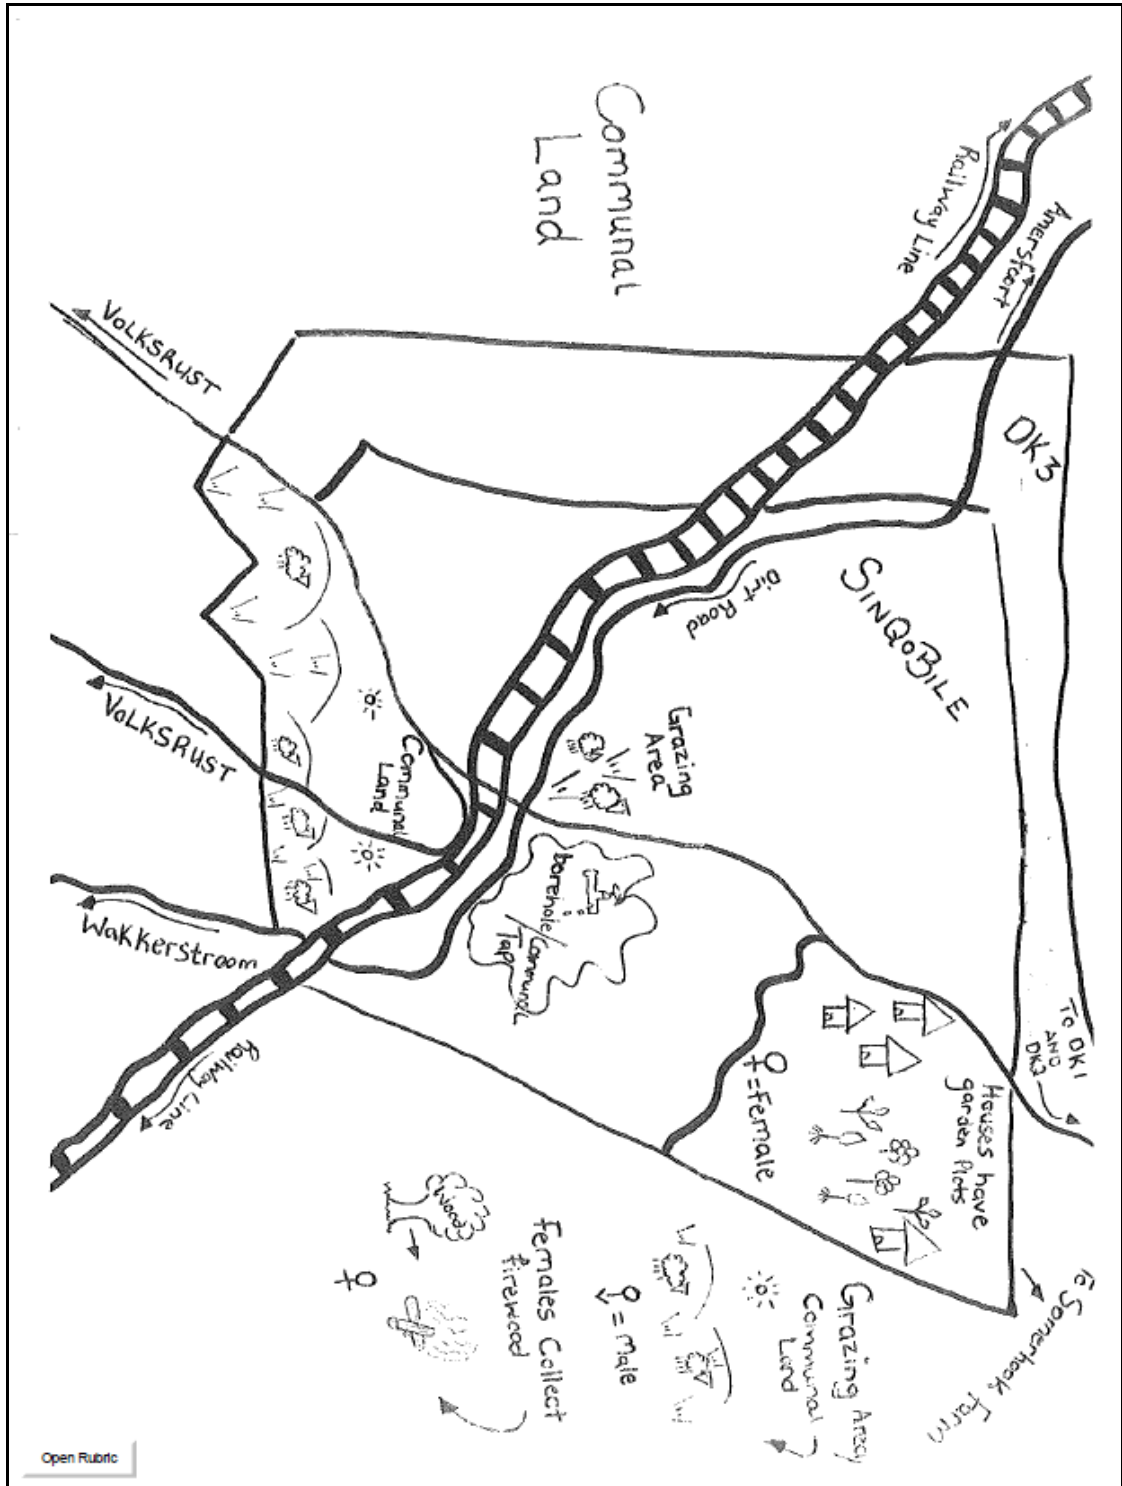 Communal
Land
Railway Line
Amersfoort
VOLKSRUST
DK3
SINQOBILE
Dirt Road
Grazing
Area
VOLKSRUST
Communal
Land
borehole/
Communal
Tap
WakkerStroom
Railway Line
♀=female
TO DK1
AND
DK2
Houses have
garden Plots
To Somerhoek Farm
Wood
females Collect
firewood
♀
= male
Grazing Area
Communal
Land
Open Rubric